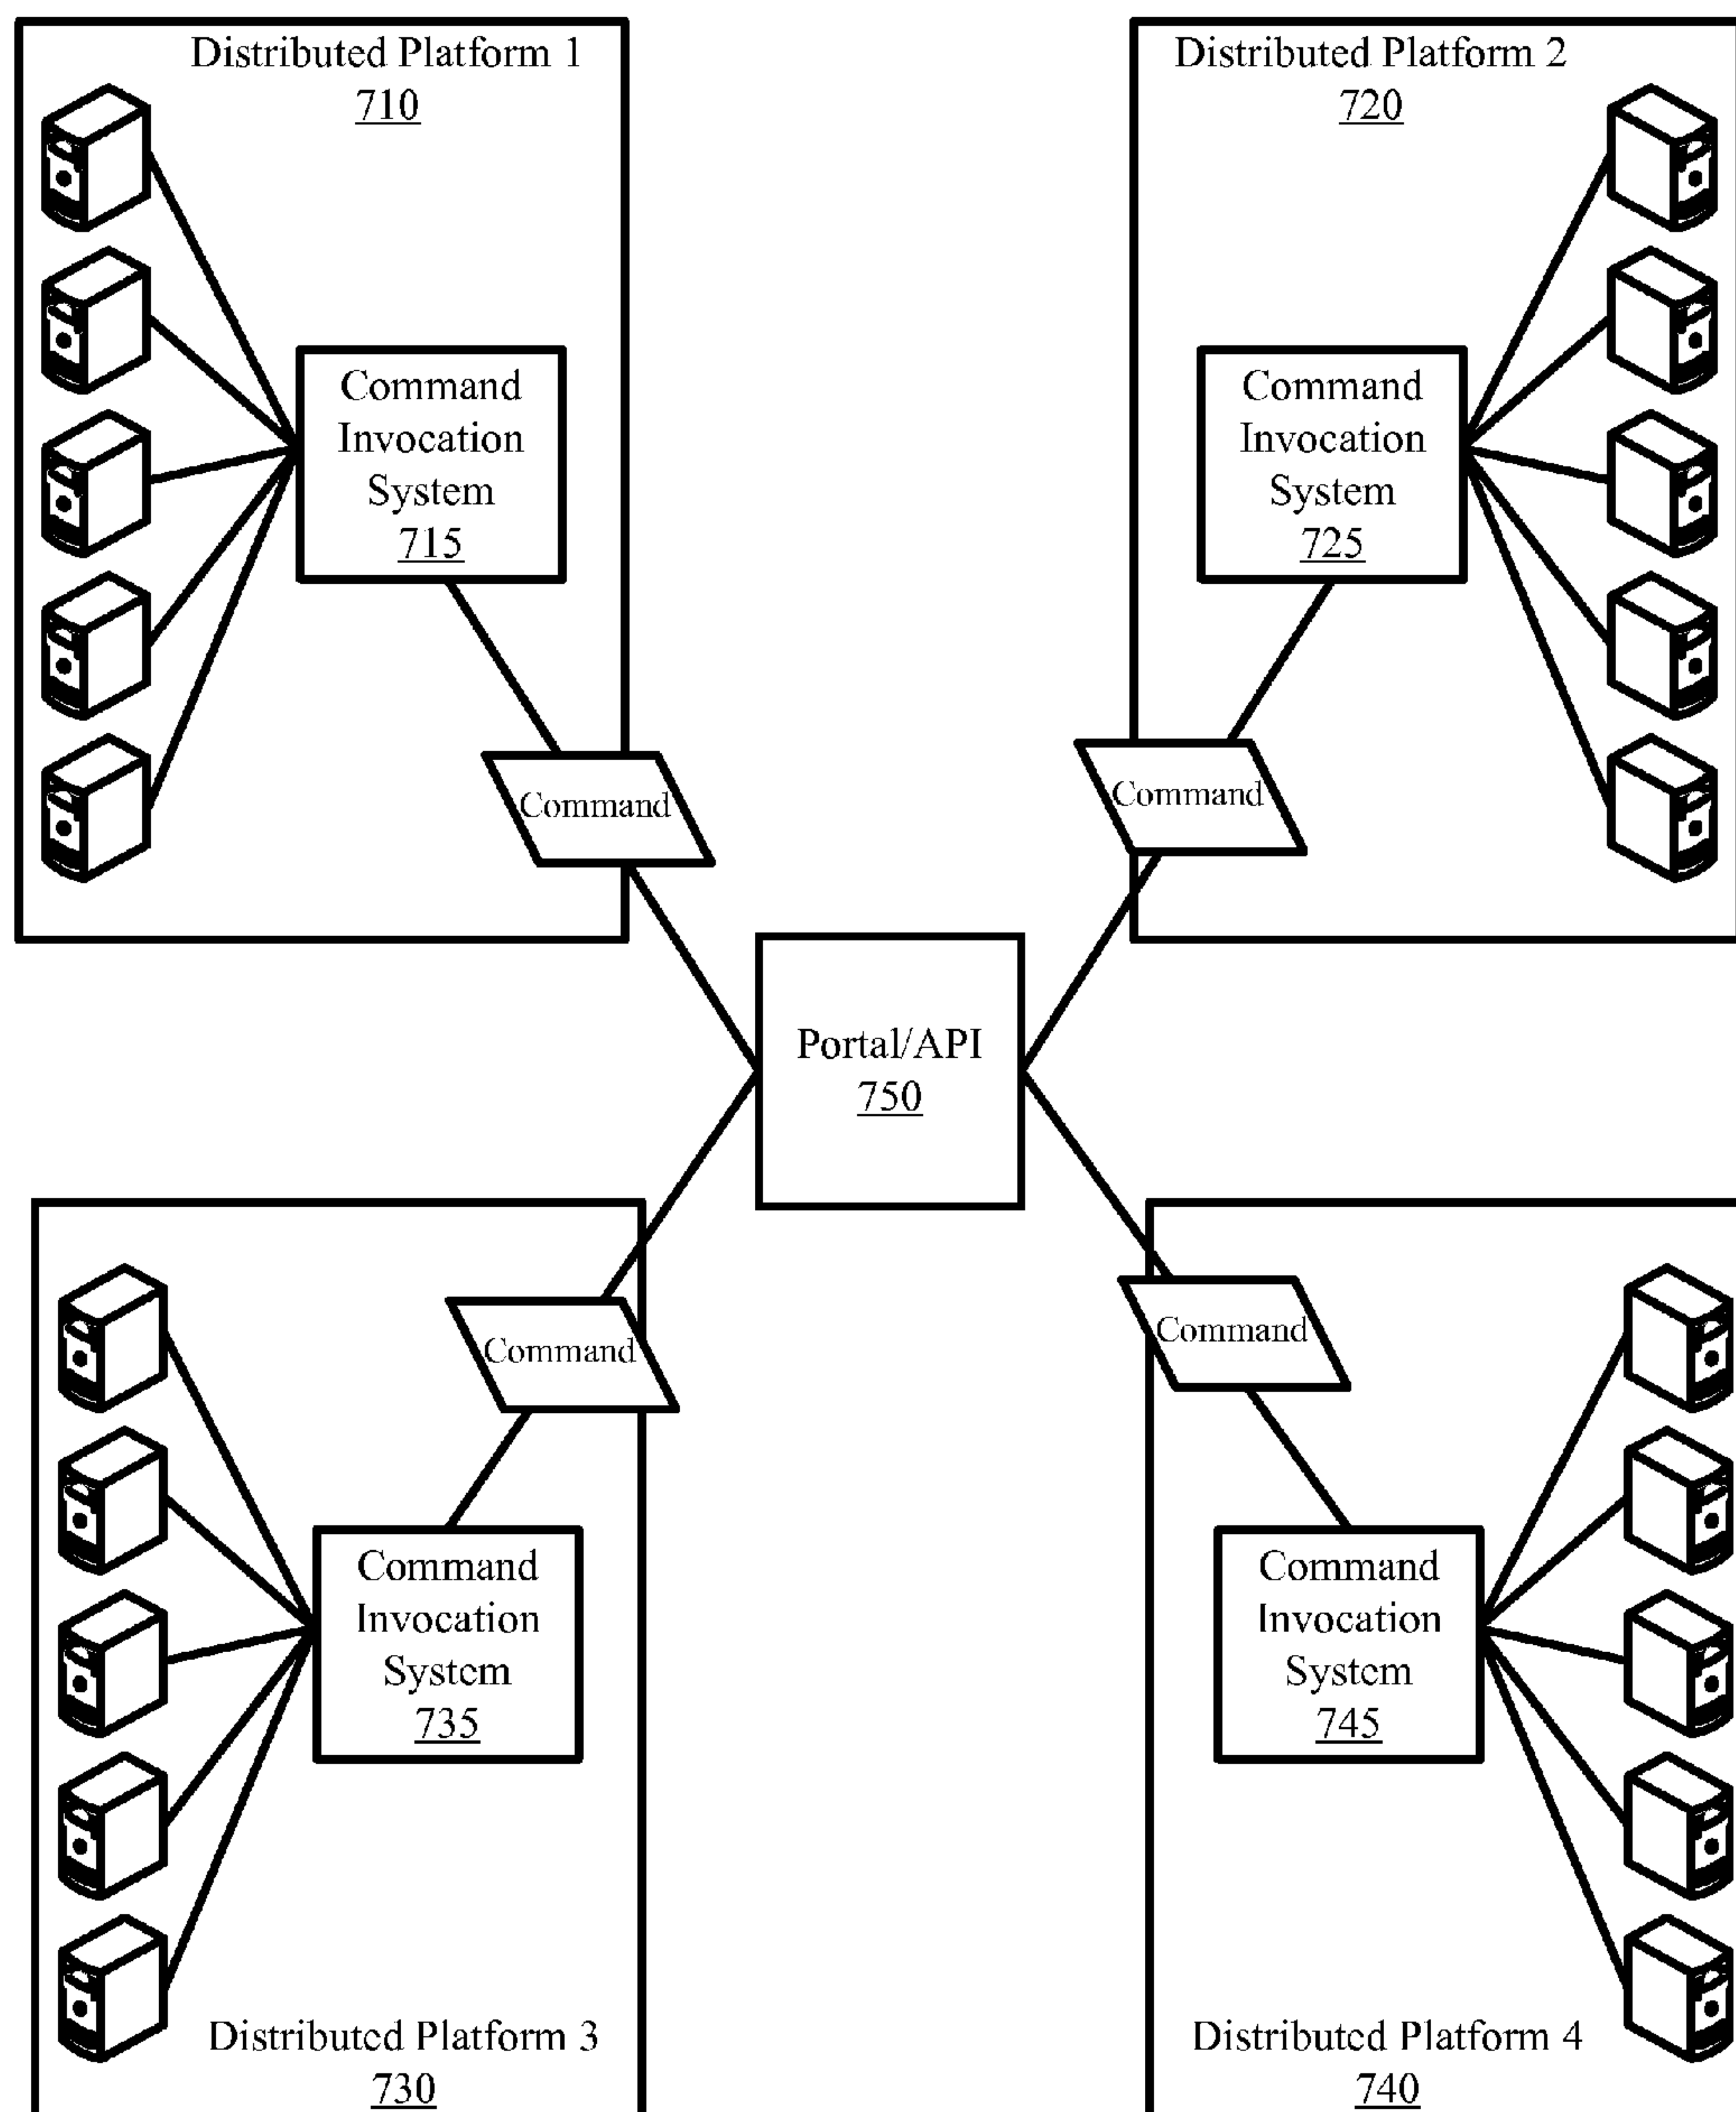 Distributed Platform 1
710
Distributed Platform 2
720
Command
Invocation
System
715
Command
Invocation
System
725
Command
Command
Portal/API
750
Command
Command
Command
Invocation
System
735
Command
Invocation
System
745
Distributed Platform 3
730
Distributed Platform 4
740